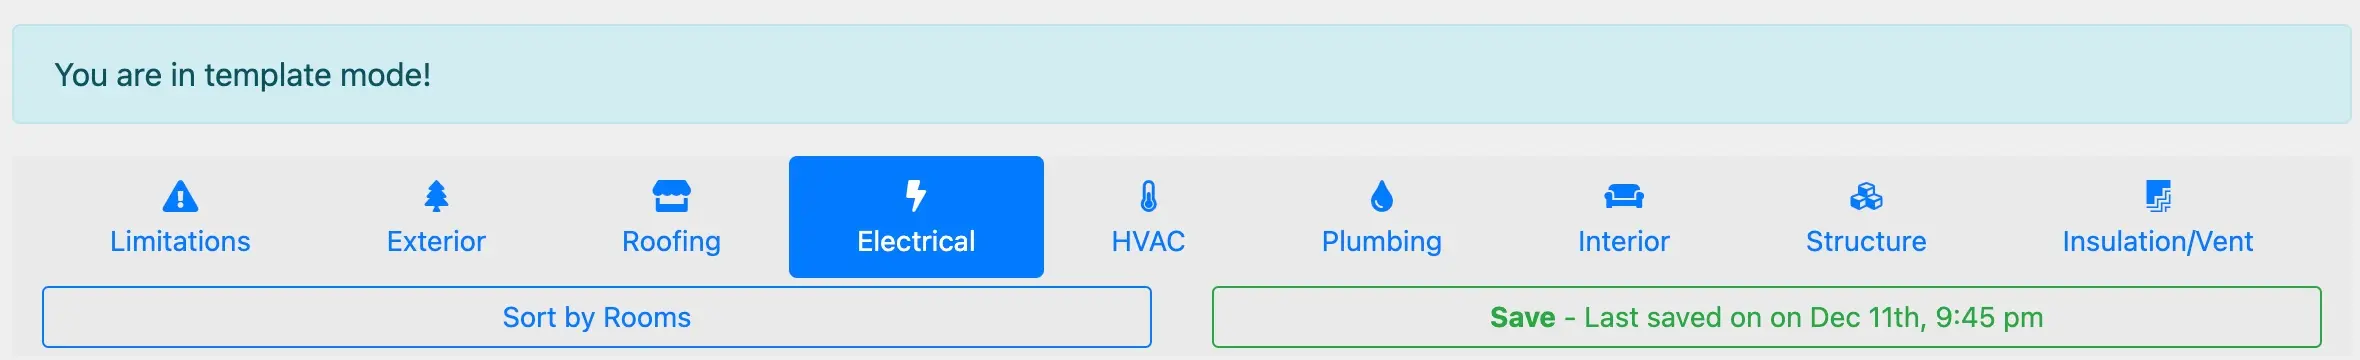 You are in template mode!
Limitations Exterior Roofing Electrical HVAC Plumbing Interior Structure Insulation/Vent
Sort by Rooms Save - Last saved on on Dec 11th, 9:45 pm